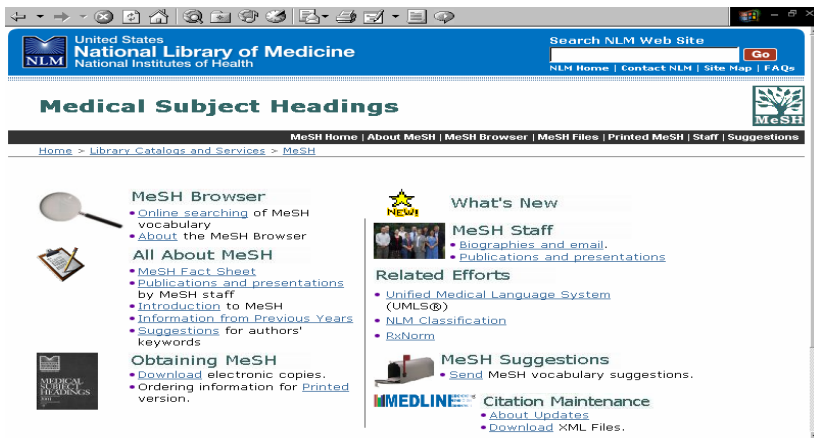 United States
National Library of Medicine
National Institutes of Health
NLM
Search NLM Web Site
Go
NLM Home | Contact NLM | Site Map | FAQs
Medical Subject Headings
MeSH
MeSH Home | About MeSH | MeSH Browser | MeSH Files | Printed MeSH | Staff | Suggestions
Home > Library Catalogs and Services > MeSH
MeSH Browser
• Online searching of MeSH
vocabulary
• About the MeSH Browser
All About MeSH
• MeSH Fact Sheet
• Publications and presentations
by MeSH staff
• Introduction to MeSH
• Information from Previous Years
• Suggestions for authors'
keywords
MEDICAL
SUBJECT
HEADINGS
2001
Obtaining MeSH
• Download electronic copies.
• Ordering information for Printed
version.
NEW!
What's New
MeSH Staff
• Biographies and email.
• Publications and presentations
Related Efforts
• Unified Medical Language System
(UMLS®)
• NLM Classification
• RxNorm
MeSH Suggestions
• Send MeSH vocabulary suggestions.
MEDLINE
Citation Maintenance
• About Updates
• Download XML Files.